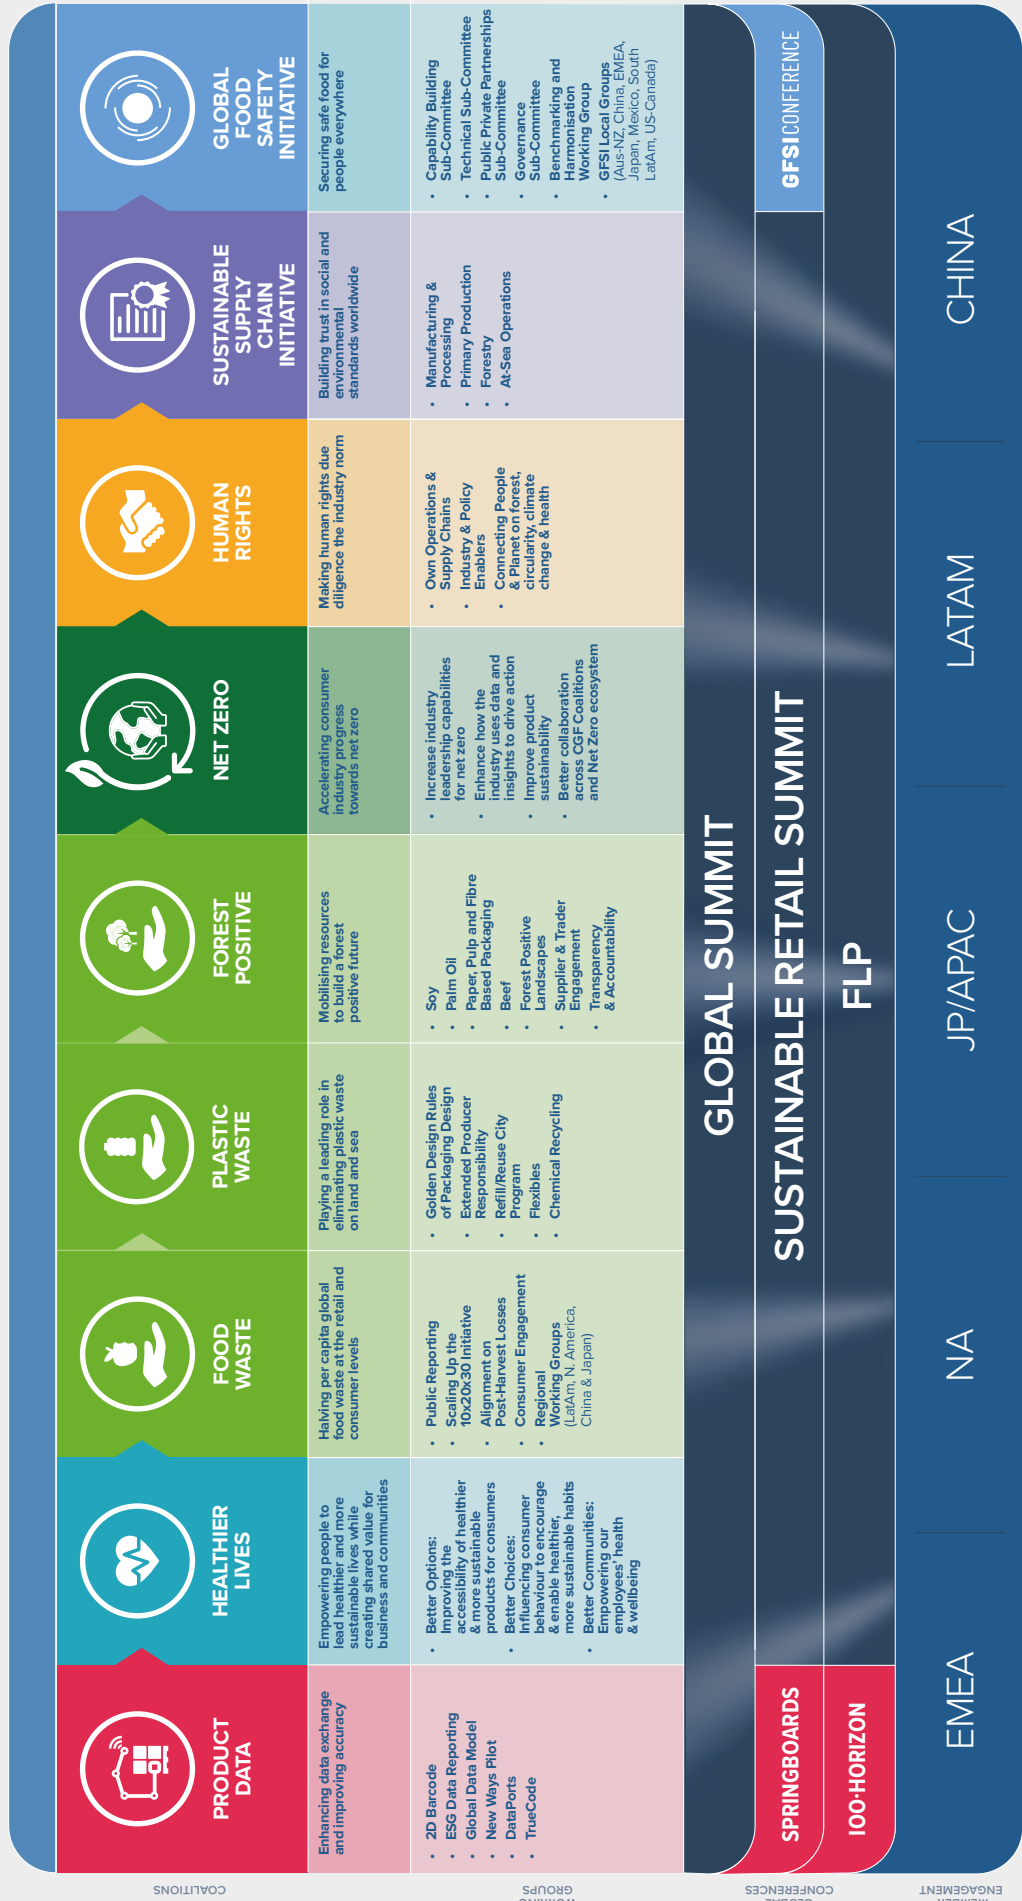 PRODUCT
DATA
HEALTHIER
LIVES
FOOD
WASTE
PLASTIC
WASTE
FOREST
POSITIVE
NET ZERO
HUMAN
RIGHTS
SUSTAINABLE
SUPPLY
CHAIN
INITIATIVE
GLOBAL
FOOD
SAFETY
INITIATIVE
Enhancing data exchange
and improving accuracy
Empowering people to
lead healthier and more
sustainable lives while
creating shared value for
business and communities
Halving per capita global
food waste at the retail and
consumer levels
Playing a leading role in
eliminating plastic waste
on land and sea
Mobilising resources
to build a forest
positive future
Accelerating consumer
industry progress
towards net zero
Making human rights due
diligence the industry norm
Building trust in social and
environmental
standards worldwide
Securing safe food for
people everywhere
• 2D Barcode
• ESG Data Reporting
• Global Data Model
• New Ways Pilot
• DataPorts
• TrueCode
• Better Options:
Improving the
accessibility of healthier
& more sustainable
products for consumers
• Better Choices:
Influencing consumer
behaviour to encourage
& enable healthier,
more sustainable habits
• Better Communities:
Empowering our
employees' health
& wellbeing
• Public Reporting
• Scaling Up the
10x20x30 Initiative
• Alignment on
Post-Harvest Losses
• Consumer Engagement
• Regional
Working Groups
(LatAm, N. America,
China & Japan)
• Golden Design Rules
of Packaging Design
• Extended Producer
Responsibility
• Refill/Reuse City
Program
• Flexibles
• Chemical Recycling
• Soy
• Palm Oil
• Paper, Pulp and Fibre
Based Packaging
• Beef
• Forest Positive
Landscapes
• Supplier & Trader
Engagement
• Transparency
& Accountability
• Increase industry
leadership capabilities
for net zero
• Enhance how the
industry uses data and
insights to drive action
• Improve product
sustainability
• Better collaboration
across CGF Coalitions
and Net Zero ecosystem
• Own Operations &
Supply Chains
• Industry & Policy
Enablers
• Connecting People
& Planet on forest,
circularity, climate
change & health
• Manufacturing &
Processing
• Primary Production
• Forestry
• At-Sea Operations
• Capability Building
Sub-Committee
• Technical Sub-Committee
• Public Private Partnerships
Sub-Committee
• Governance
Sub-Committee
• Benchmarking and
Harmonisation
Working Group
• GFSI Local Groups
(Aus-NZ, China, EMEA,
Japan, Mexico, South
LatAm, US-Canada)
GLOBAL SUMMIT
SPRINGBOARDS
SUSTAINABLE RETAIL SUMMIT
GFSICONFERENCE
100·HORIZON
FLP
EMEA
NA
JP/APAC
LATAM
CHINA
COALITIONS
WORKING
GROUPS
GLOBAL
CONFERENCES
MEMBER
ENGAGEMENT